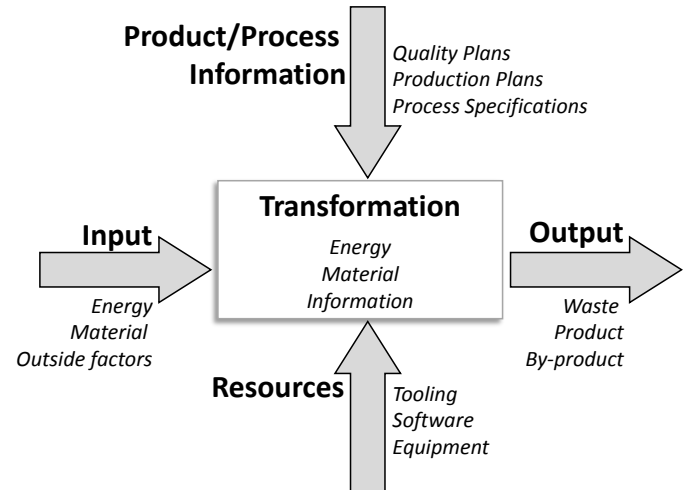 Product/Process
Information
Quality Plans
Production Plans
Process Specifications
Transformation
Energy
Material
Information
Input
Energy
Material
Outside factors
Output
Waste
Product
By-product
Resources
Tooling
Software
Equipment